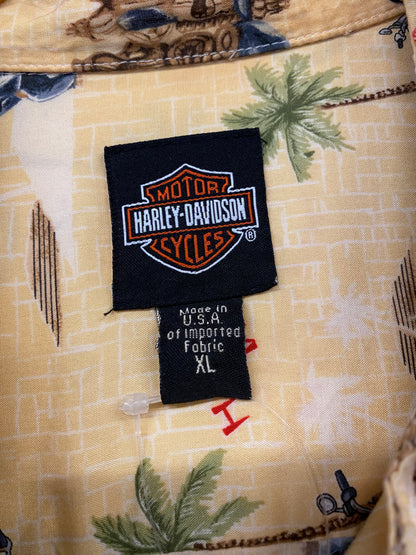 MOTOR
HARLEY-DAVIDSON
CYCLES
®
Made in
U.S.A.
of Imported
Fabric
XL